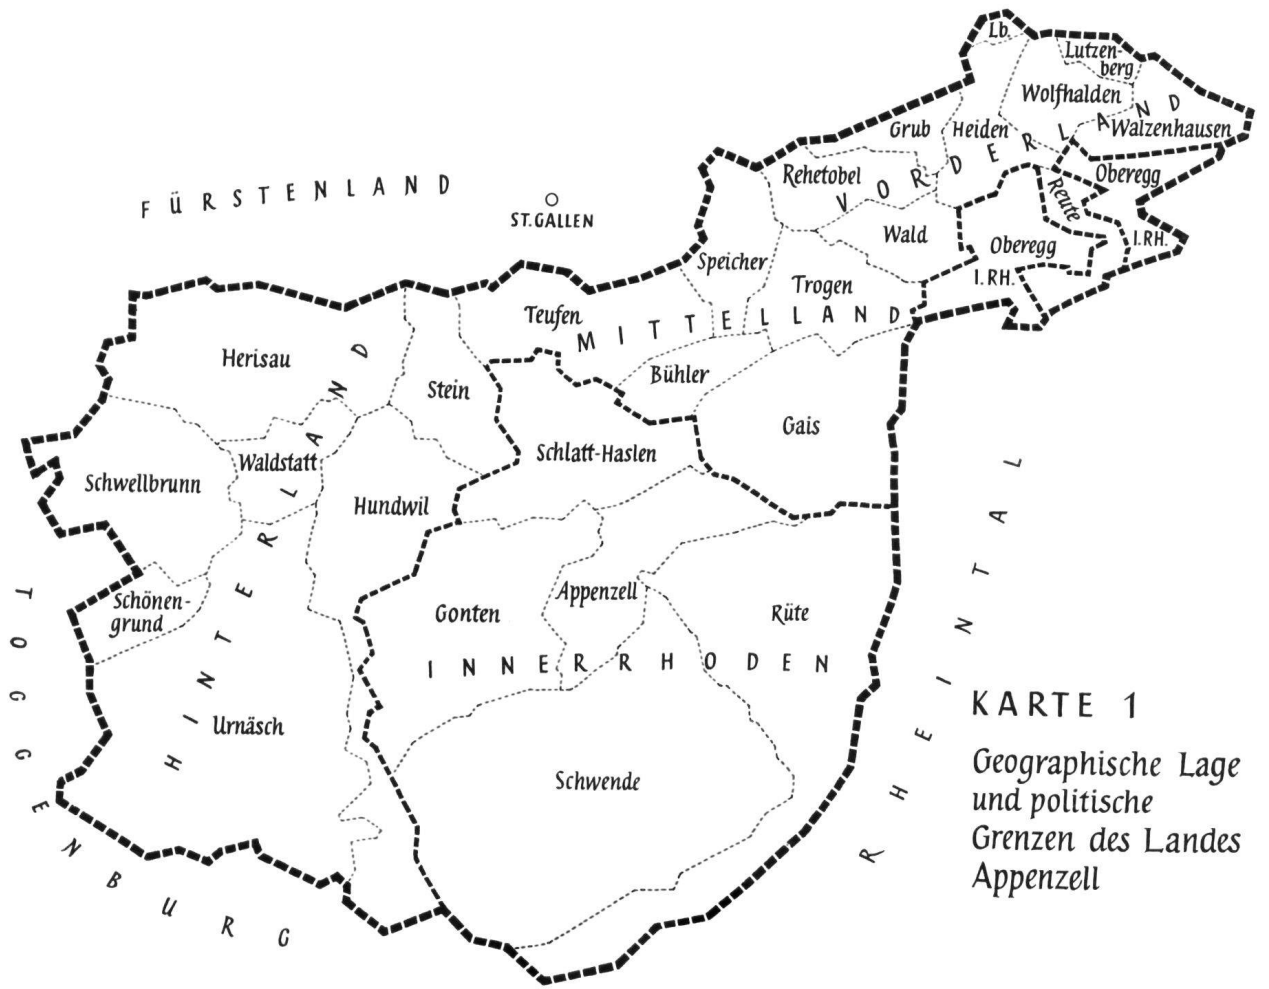 Lb.
Lutzen-
berg
Wolfhalden
Walzenhausen
Grub
Heiden
VORDERLAND
Rehetobel
Oberegg
Reute
I.RH.
FÜRSTENLAND
ST. GALLEN
Wald
Oberegg
I.RH.
Speicher
Trogen
Teufen
MITTELLAND
Herisau
Stein
Bühler
Gais
Schlatt-Haslen
Waldstatt
Schwellbrunn
Hundwil
HINTERLAND
Schönen-
grund
Appenzell
Gonten
Rüte
INNERRHODEN
Urnäsch
Schwende
TOGGENBURG
RHEINTAL
KARTE 1
Geographische Lage
und politische
Grenzen des Landes
Appenzell